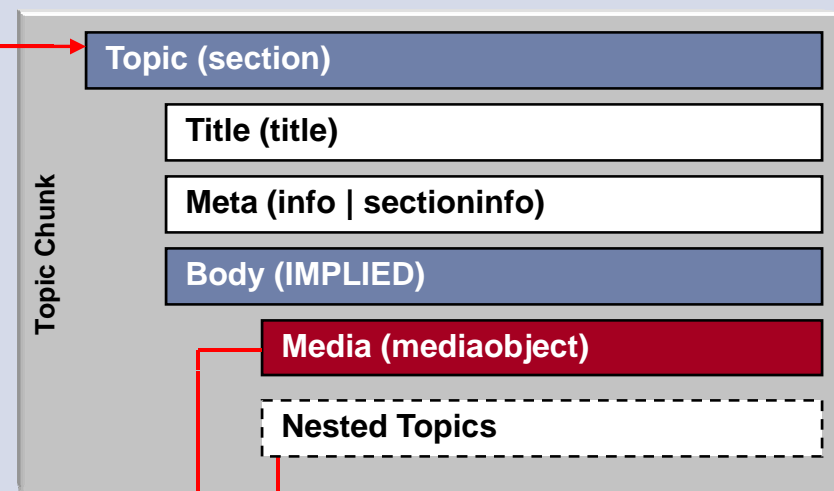 Topic (section)
Title (title)
Meta (info | sectioninfo)
Body (IMPLIED)
Media (mediaobject)
Nested Topics
Topic Chunk